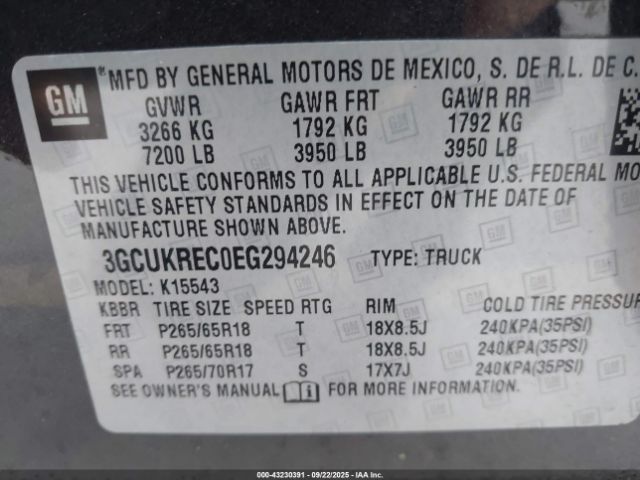 GM ® MFD BY GENERAL MOTORS DE MEXICO, S. DE R.L. DE C.
GVWR GAWR FRT GAWR RR
3266 KG 1792 KG 1792 KG
7200 LB 3950 LB 3950 LB
THIS VEHICLE CONFORMS TO ALL APPLICABLE U.S. FEDERAL MO
VEHICLE SAFETY STANDARDS IN EFFECT ON THE DATE OF
MANUFACTURE SHOWN ABOVE.
3GCUKREC0EG294246 TYPE: TRUCK
MODEL: K15543
KBBR TIRE SIZE SPEED RTG RIM COLD TIRE PRESSUR
FRT P265/65R18 T 18X8.5J 240KPA(35PSI)
RR P265/65R18 T 18X8.5J 240KPA(35PSI)
SPA P265/70R17 S 17X7J 240KPA(35PSI)
SEE OWNER'S MANUAL FOR MORE INFORMATION.
000-43230391 - 09/22/2025 - IAAI.COM